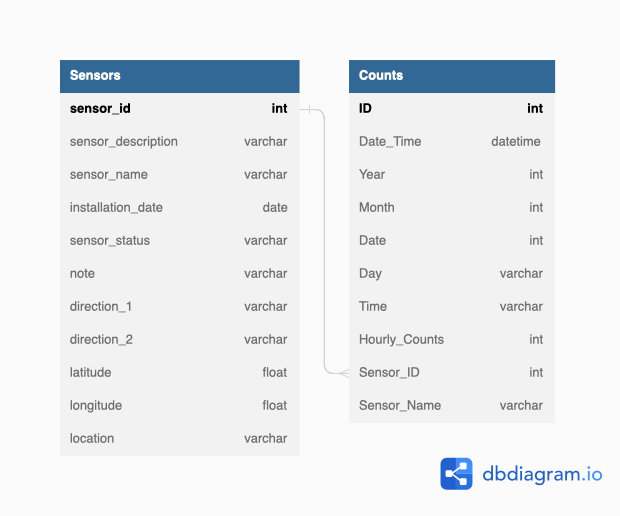 Sensors
sensor_id int
sensor_description varchar
sensor_name varchar
installation_date date
sensor_status varchar
note varchar
direction_1 varchar
direction_2 varchar
latitude float
longitude float
location varchar
Counts
ID int
Date_Time datetime
Year int
Month int
Date int
Day varchar
Time varchar
Hourly_Counts int
Sensor_ID int
Sensor_Name varchar
dbdiagram.io